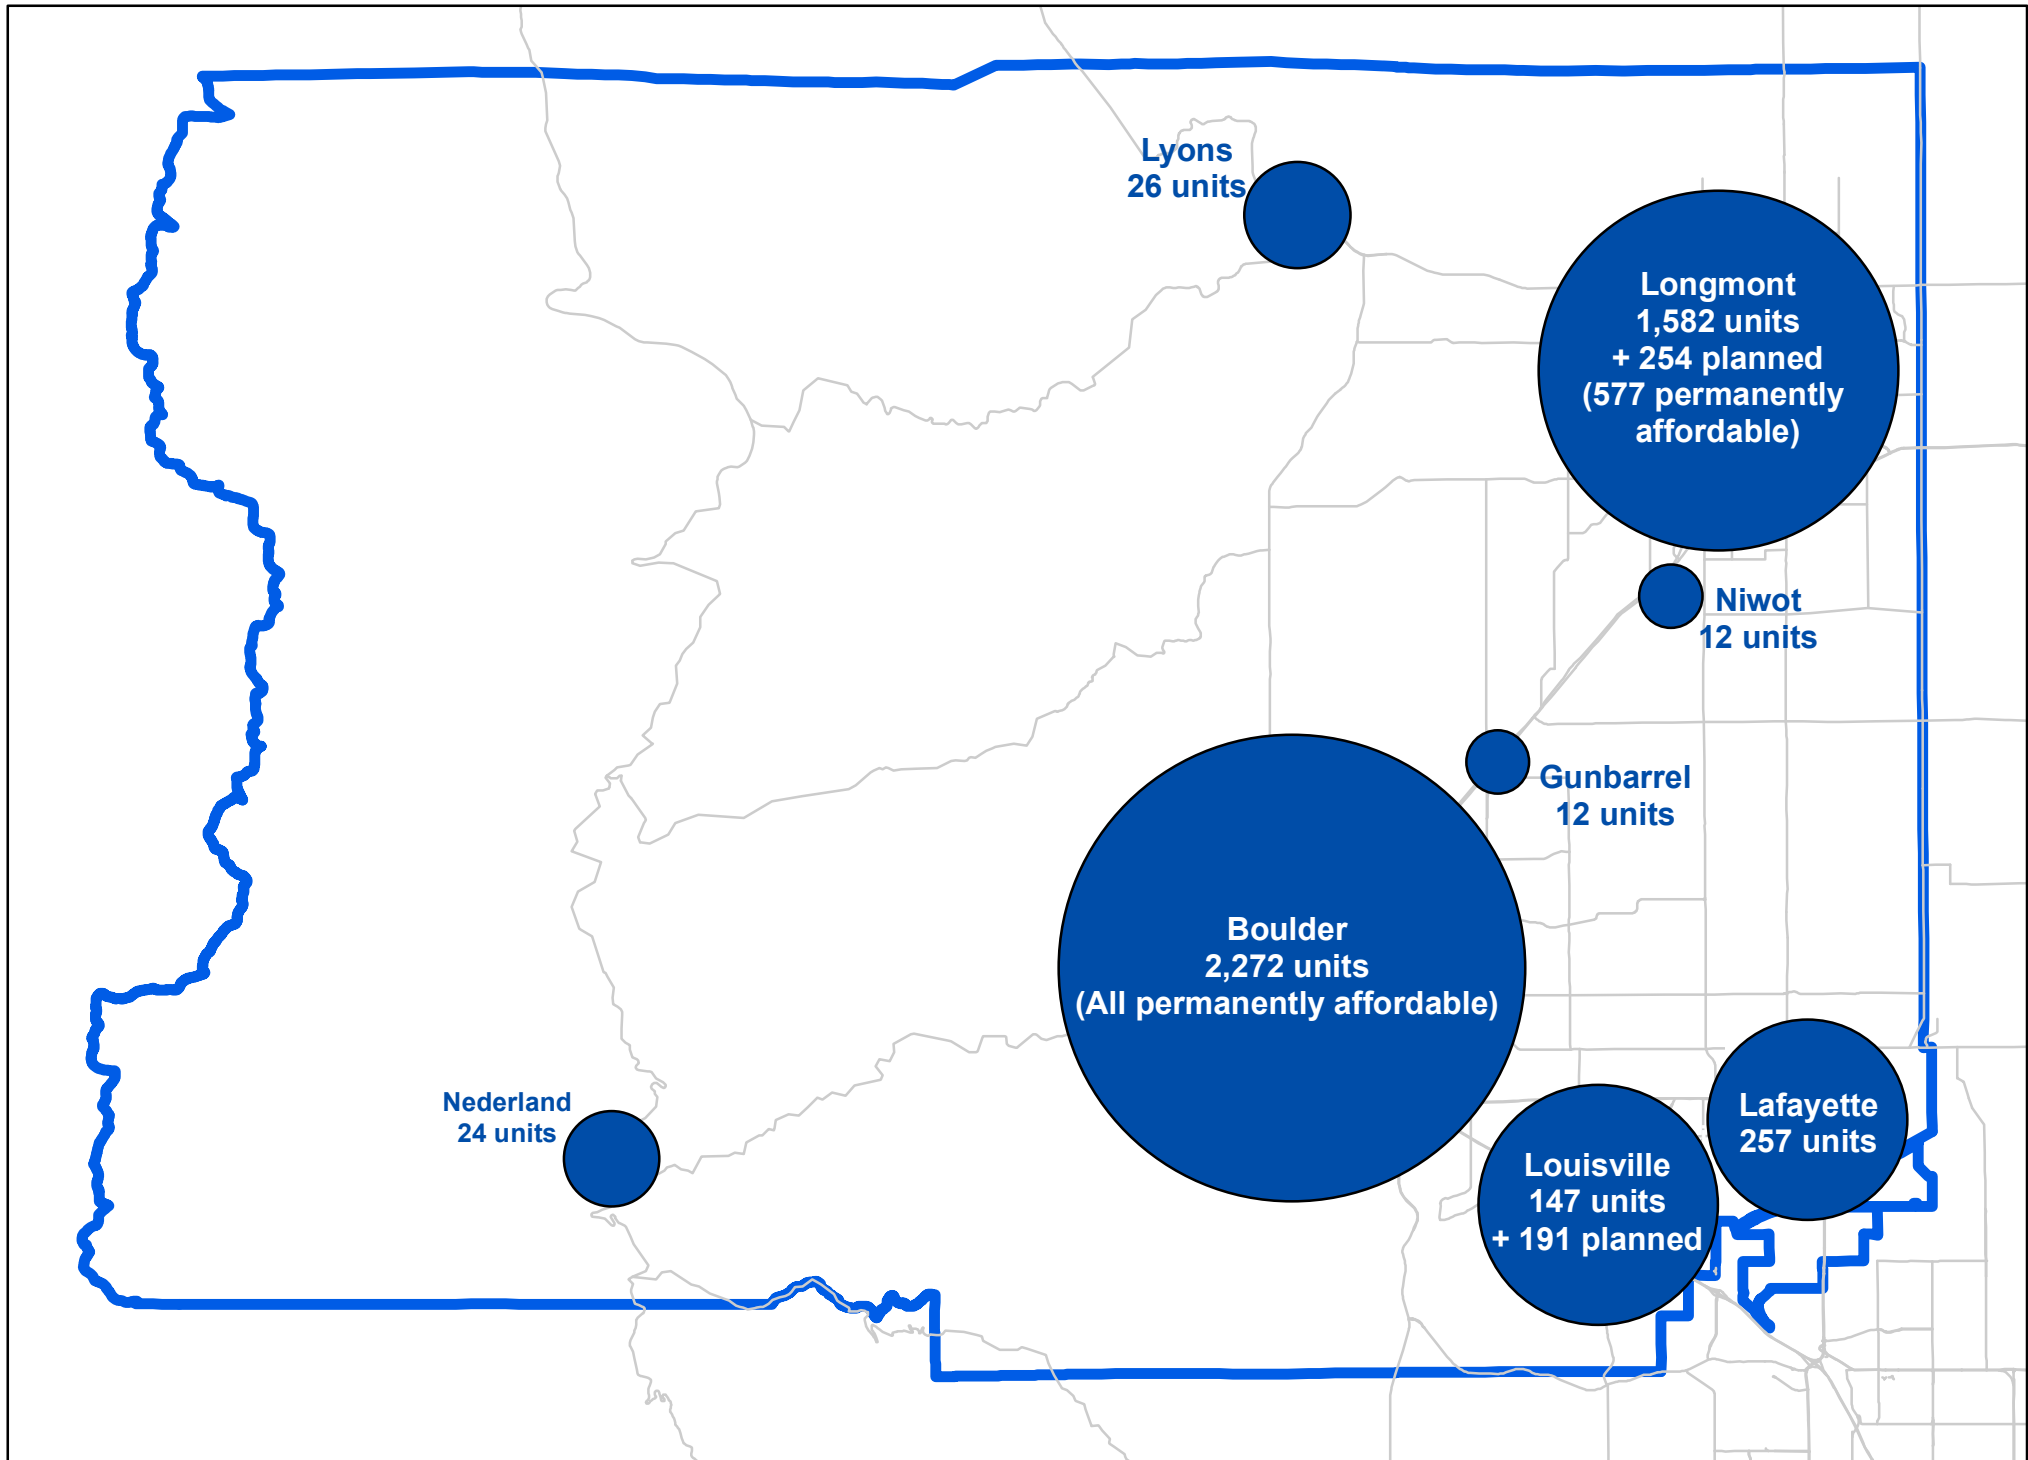 Lyons
26 units
Longmont
1,582 units
+ 254 planned
(577 permanently
affordable)
Niwot
12 units
Gunbarrel
12 units
Boulder
2,272 units
(All permanently affordable)
Nederland
24 units
Lafayette
257 units
Louisville
147 units
+ 191 planned